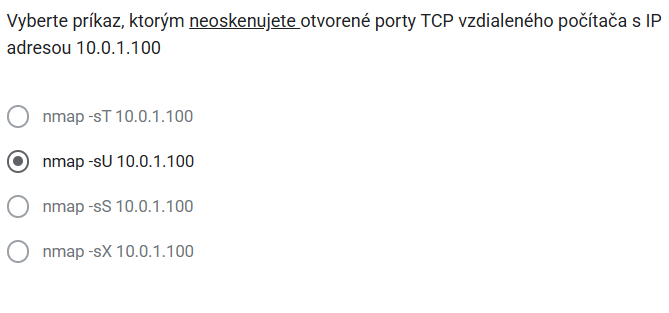 Vyberte príkaz, ktorým neoskenujete otvorené porty TCP vzdialeného počítača s IP
adresou 10.0.1.100
nmap -sT 10.0.1.100
nmap -sU 10.0.1.100
nmap -sS 10.0.1.100
nmap -sX 10.0.1.100